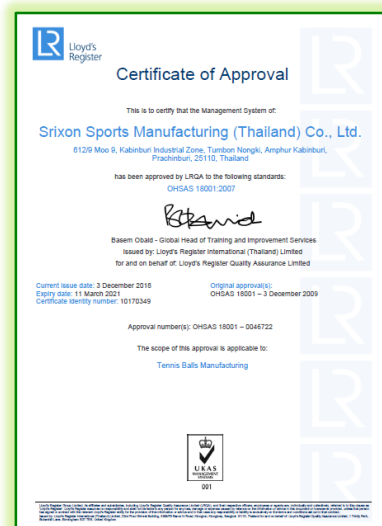 LR
Lloyd's
Register
Certificate of Approval
This is to certify that the Management System of:
Srixon Sports Manufacturing (Thailand) Co., Ltd.
612/9 Moo 9, Kabinburi Industrial Zone, Tumbon Nongki, Amphur Kabinburi,
Prachinburi, 25110, Thailand
has been approved by LRQA to the following standards:
OHSAS 18001:2007
Basem Obaid - Global Head of Training and Improvement Services
Issued by: Lloyd's Register International (Thailand) Limited
for and on behalf of: Lloyd's Register Quality Assurance Limited
Current issue date: 3 December 2018
Expiry date: 11 March 2021
Certificate identity number: 10170349
Original approval(s):
OHSAS 18001 – 3 December 2009
Approval number(s): OHSAS 18001 – 0046722
The scope of this approval is applicable to:
Tennis Balls Manufacturing
UKAS
MANAGEMENT
SYSTEMS
001